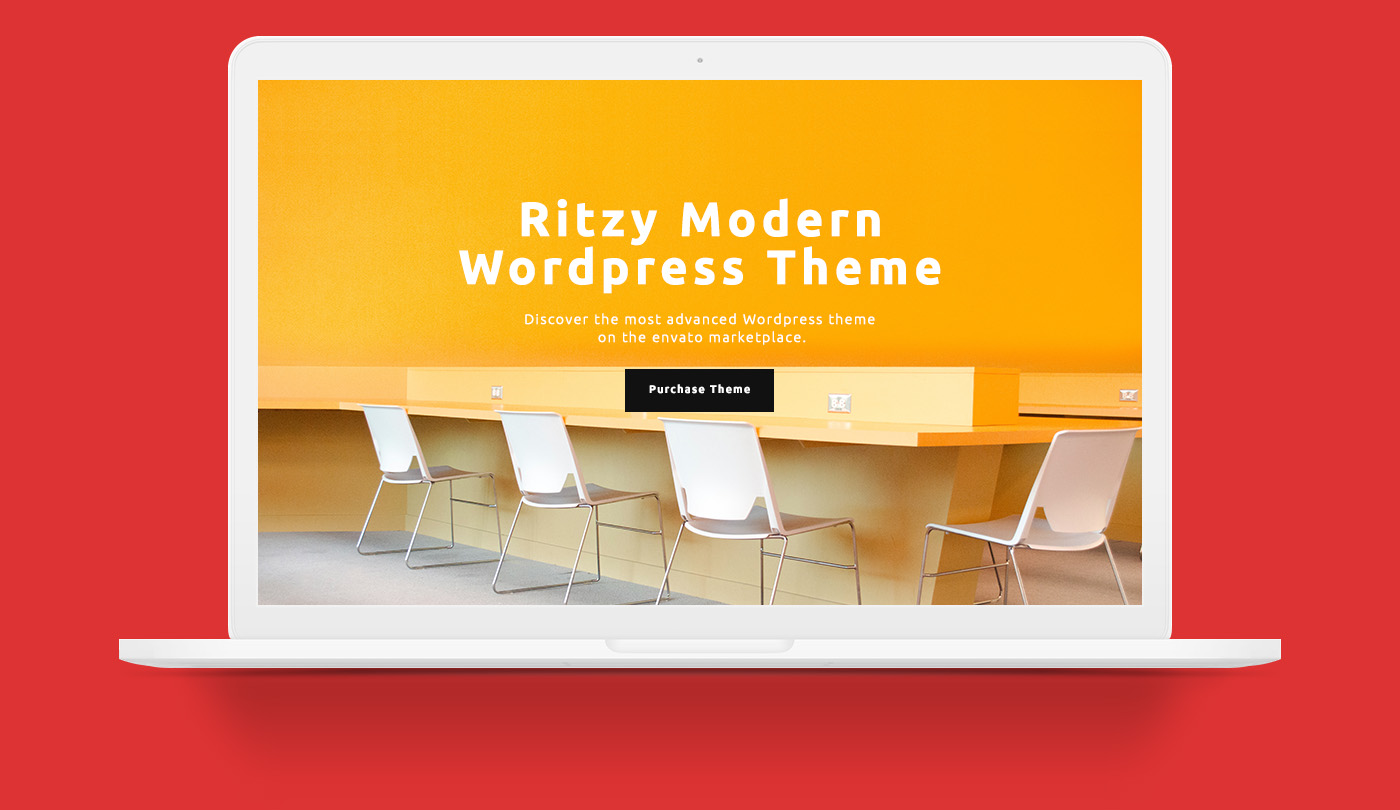 Ritzy Modern
Wordpress Theme
Discover the most advanced Wordpress theme
on the envato marketplace.
Purchase Theme